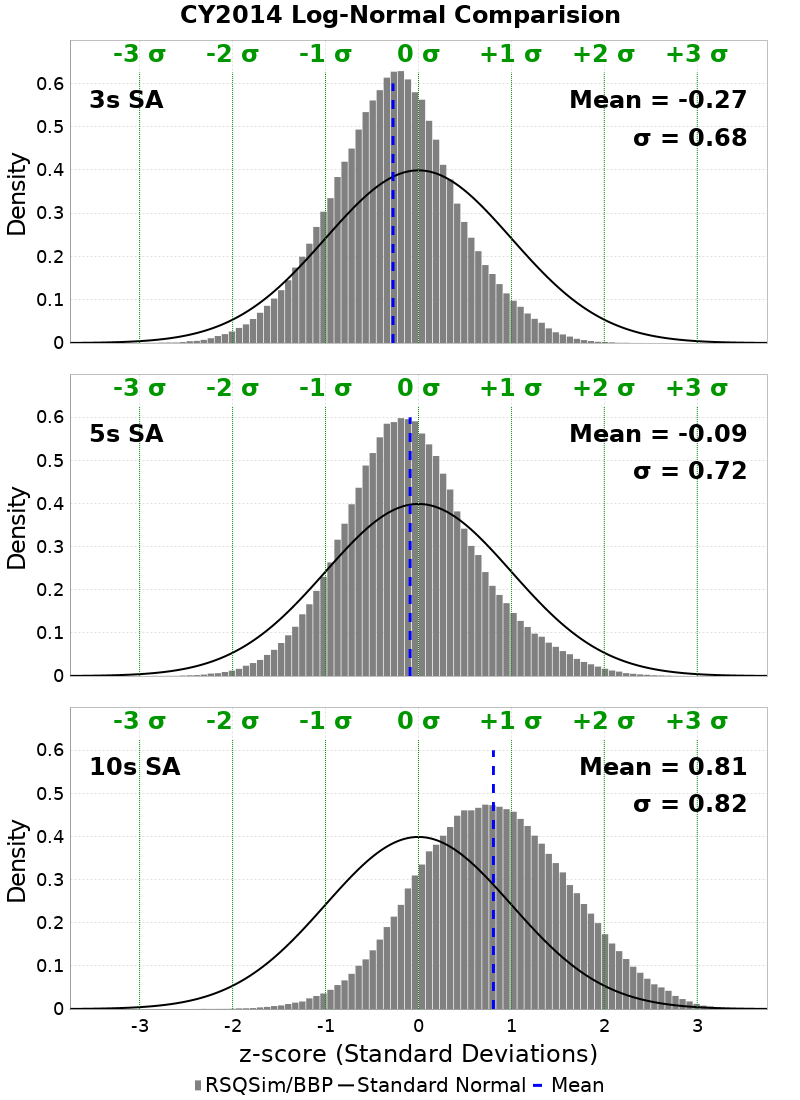 CY2014 Log-Normal Comparision
-3 σ -2 σ -1 σ 0 σ +1 σ +2 σ +3 σ
3s SA
Mean = -0.27
σ = 0.68
Density
0.6
0.5
0.4
0.3
0.2
0.1
0
-3 σ -2 σ -1 σ 0 σ +1 σ +2 σ +3 σ
5s SA
Mean = -0.09
σ = 0.72
Density
0.6
0.5
0.4
0.3
0.2
0.1
0
-3 σ -2 σ -1 σ 0 σ +1 σ +2 σ +3 σ
10s SA
Mean = 0.81
σ = 0.82
Density
0.6
0.5
0.4
0.3
0.2
0.1
0
-3 -2 -1 0 1 2 3
z-score (Standard Deviations)
RSQSim/BBP Standard Normal Mean